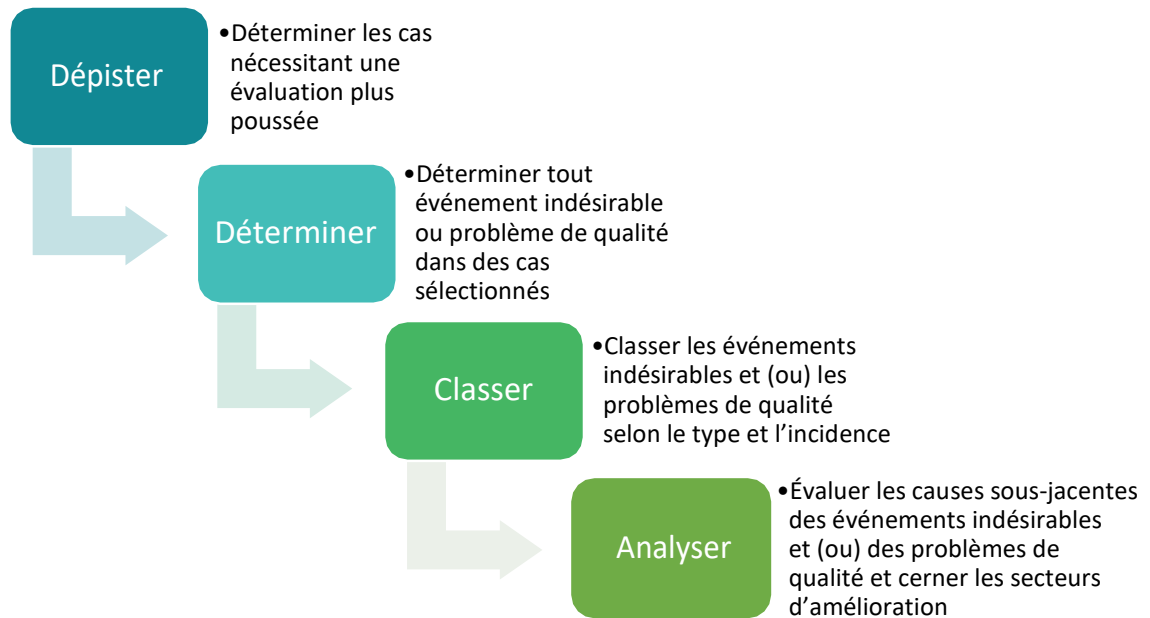 Dépister
•Déterminer les cas
nécessitant une
évaluation plus
poussée
Déterminer
•Déterminer tout
événement indésirable
ou problème de qualité
dans des cas
sélectionnés
Classer
•Classer les événements
indésirables et (ou) les
problèmes de qualité
selon le type et l’incidence
Analyser
•Évaluer les causes sous-jacentes
des événements indésirables
et (ou) des problèmes de
qualité et cerner les secteurs
d’amélioration